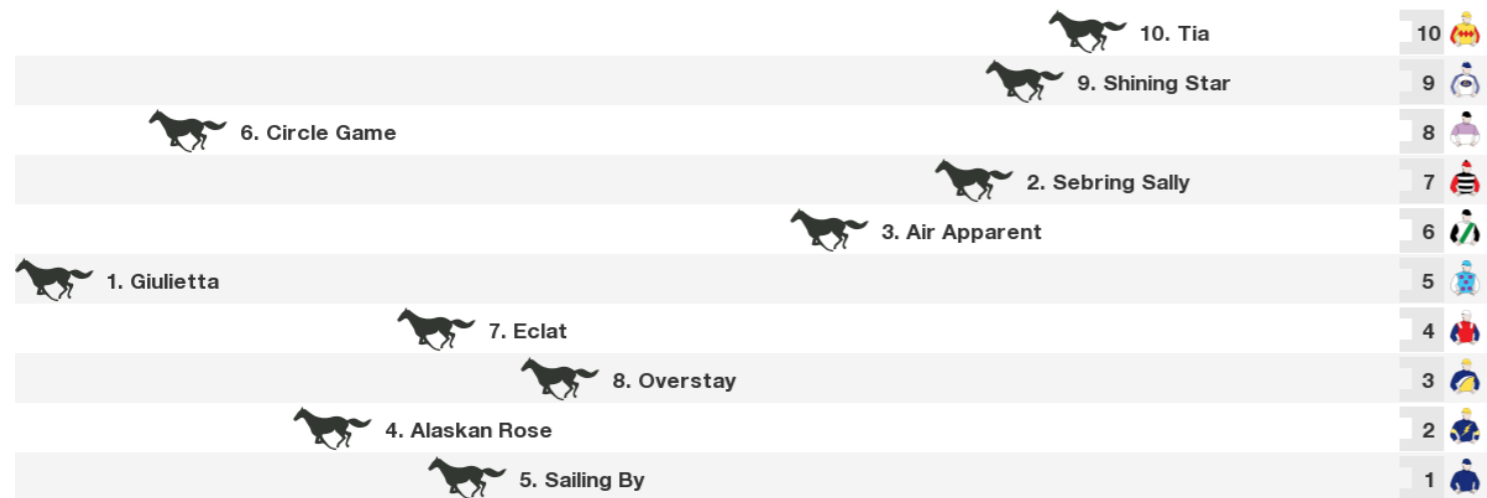 10. Tia 10
9. Shining Star 9
6. Circle Game 8
2. Sebring Sally 7
3. Air Apparent 6
1. Giulietta 5
7. Eclat 4
8. Overstay 3
4. Alaskan Rose 2
5. Sailing By 1